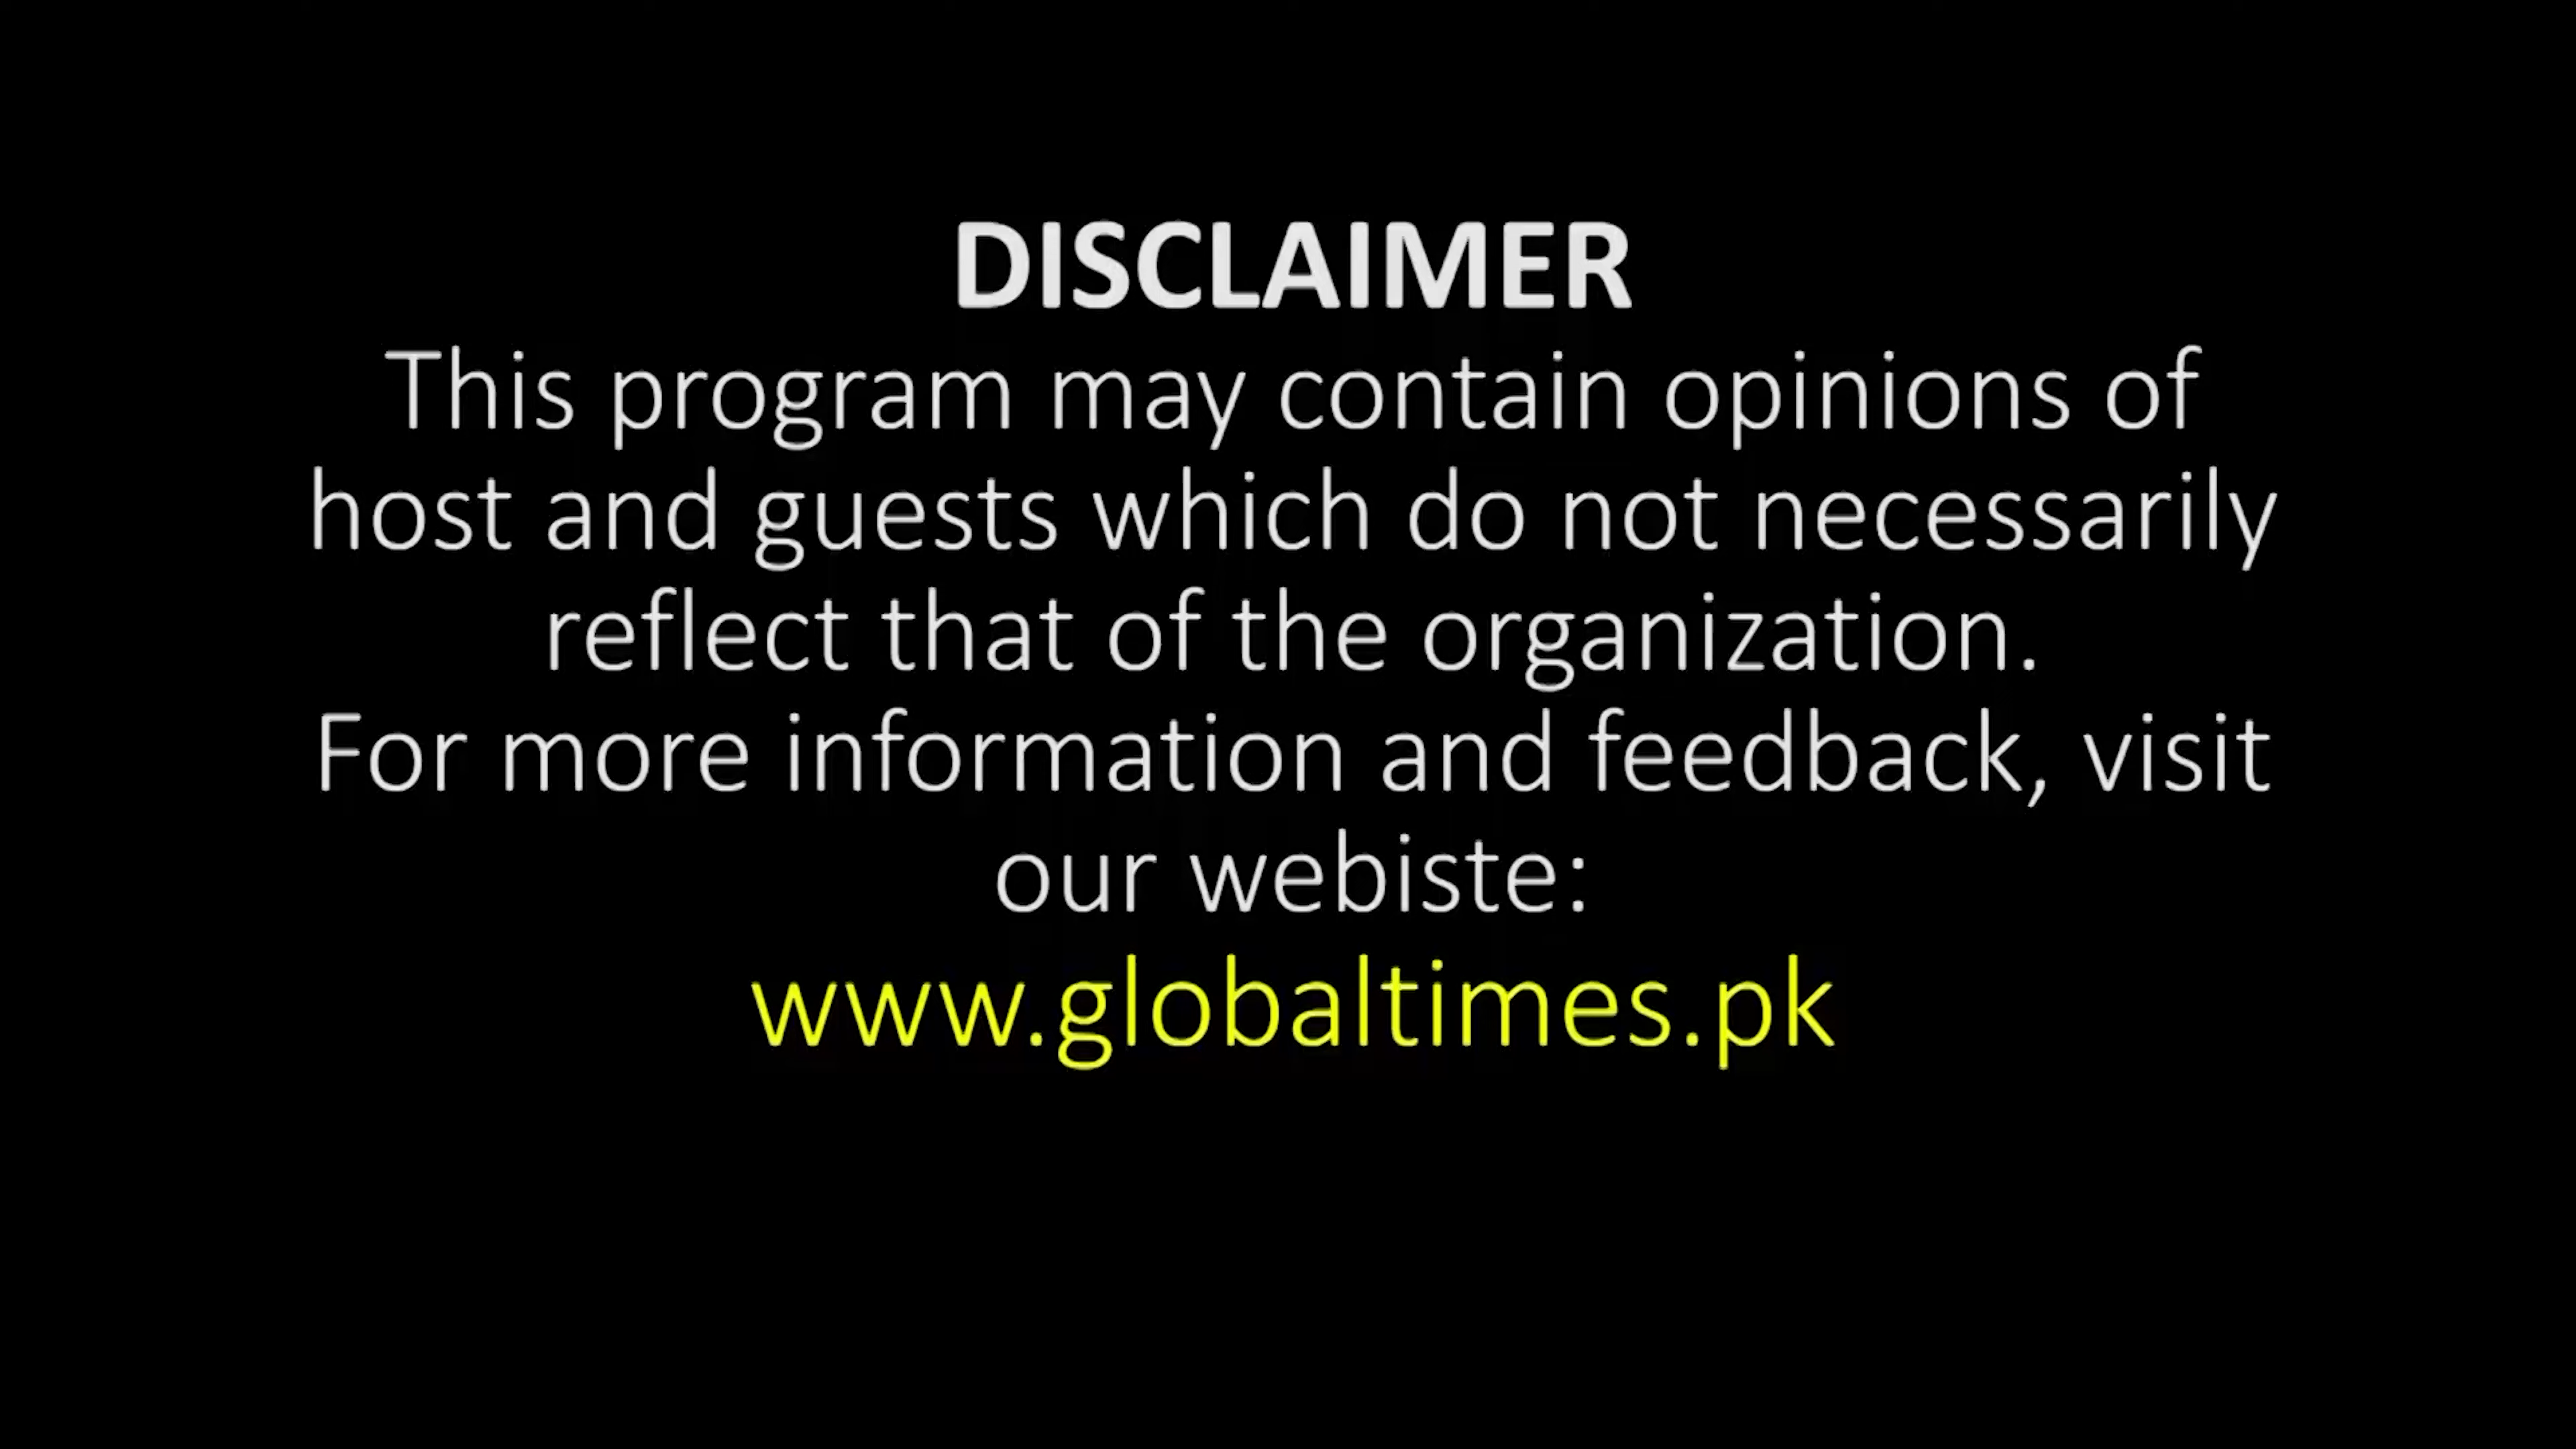 DISCLAIMER
This program may contain opinions of
host and guests which do not necessarily
reflect that of the organization.
For more information and feedback, visit
our webiste:
www.globaltimes.pk